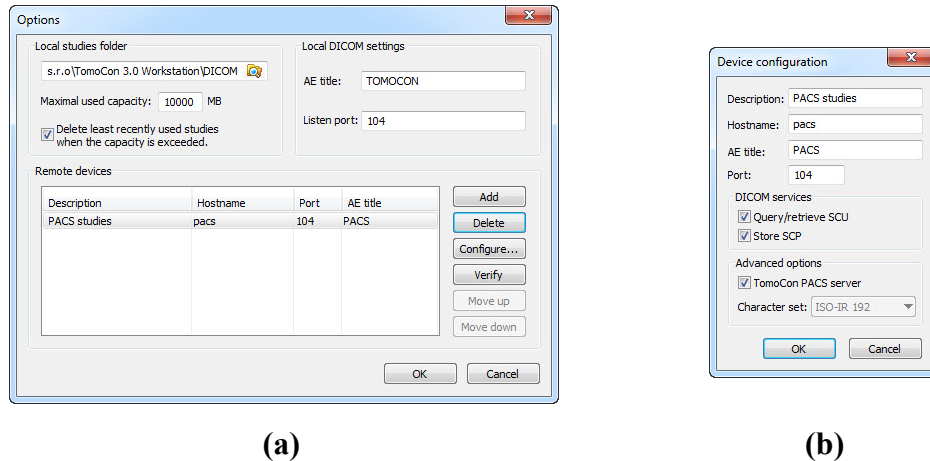 Options
Local studies folder
s.r.o\TomoCon 3.0 Workstation\DICOM
Maximal used capacity: 10000 MB
Delete least recently used studies
when the capacity is exceeded.
Local DICOM settings
AE title: TOMOCON
Listen port: 104
Remote devices
Description Hostname Port AE title
PACS studies pacs 104 PACS
Add
Delete
Configure...
Verify
Move up
Move down
OK Cancel
(a)
Device configuration
Description: PACS studies
Hostname: pacs
AE title: PACS
Port: 104
DICOM services
Query/retrieve SCU
Store SCP
Advanced options
TomoCon PACS server
Character set: ISO-IR 192
OK Cancel
(b)